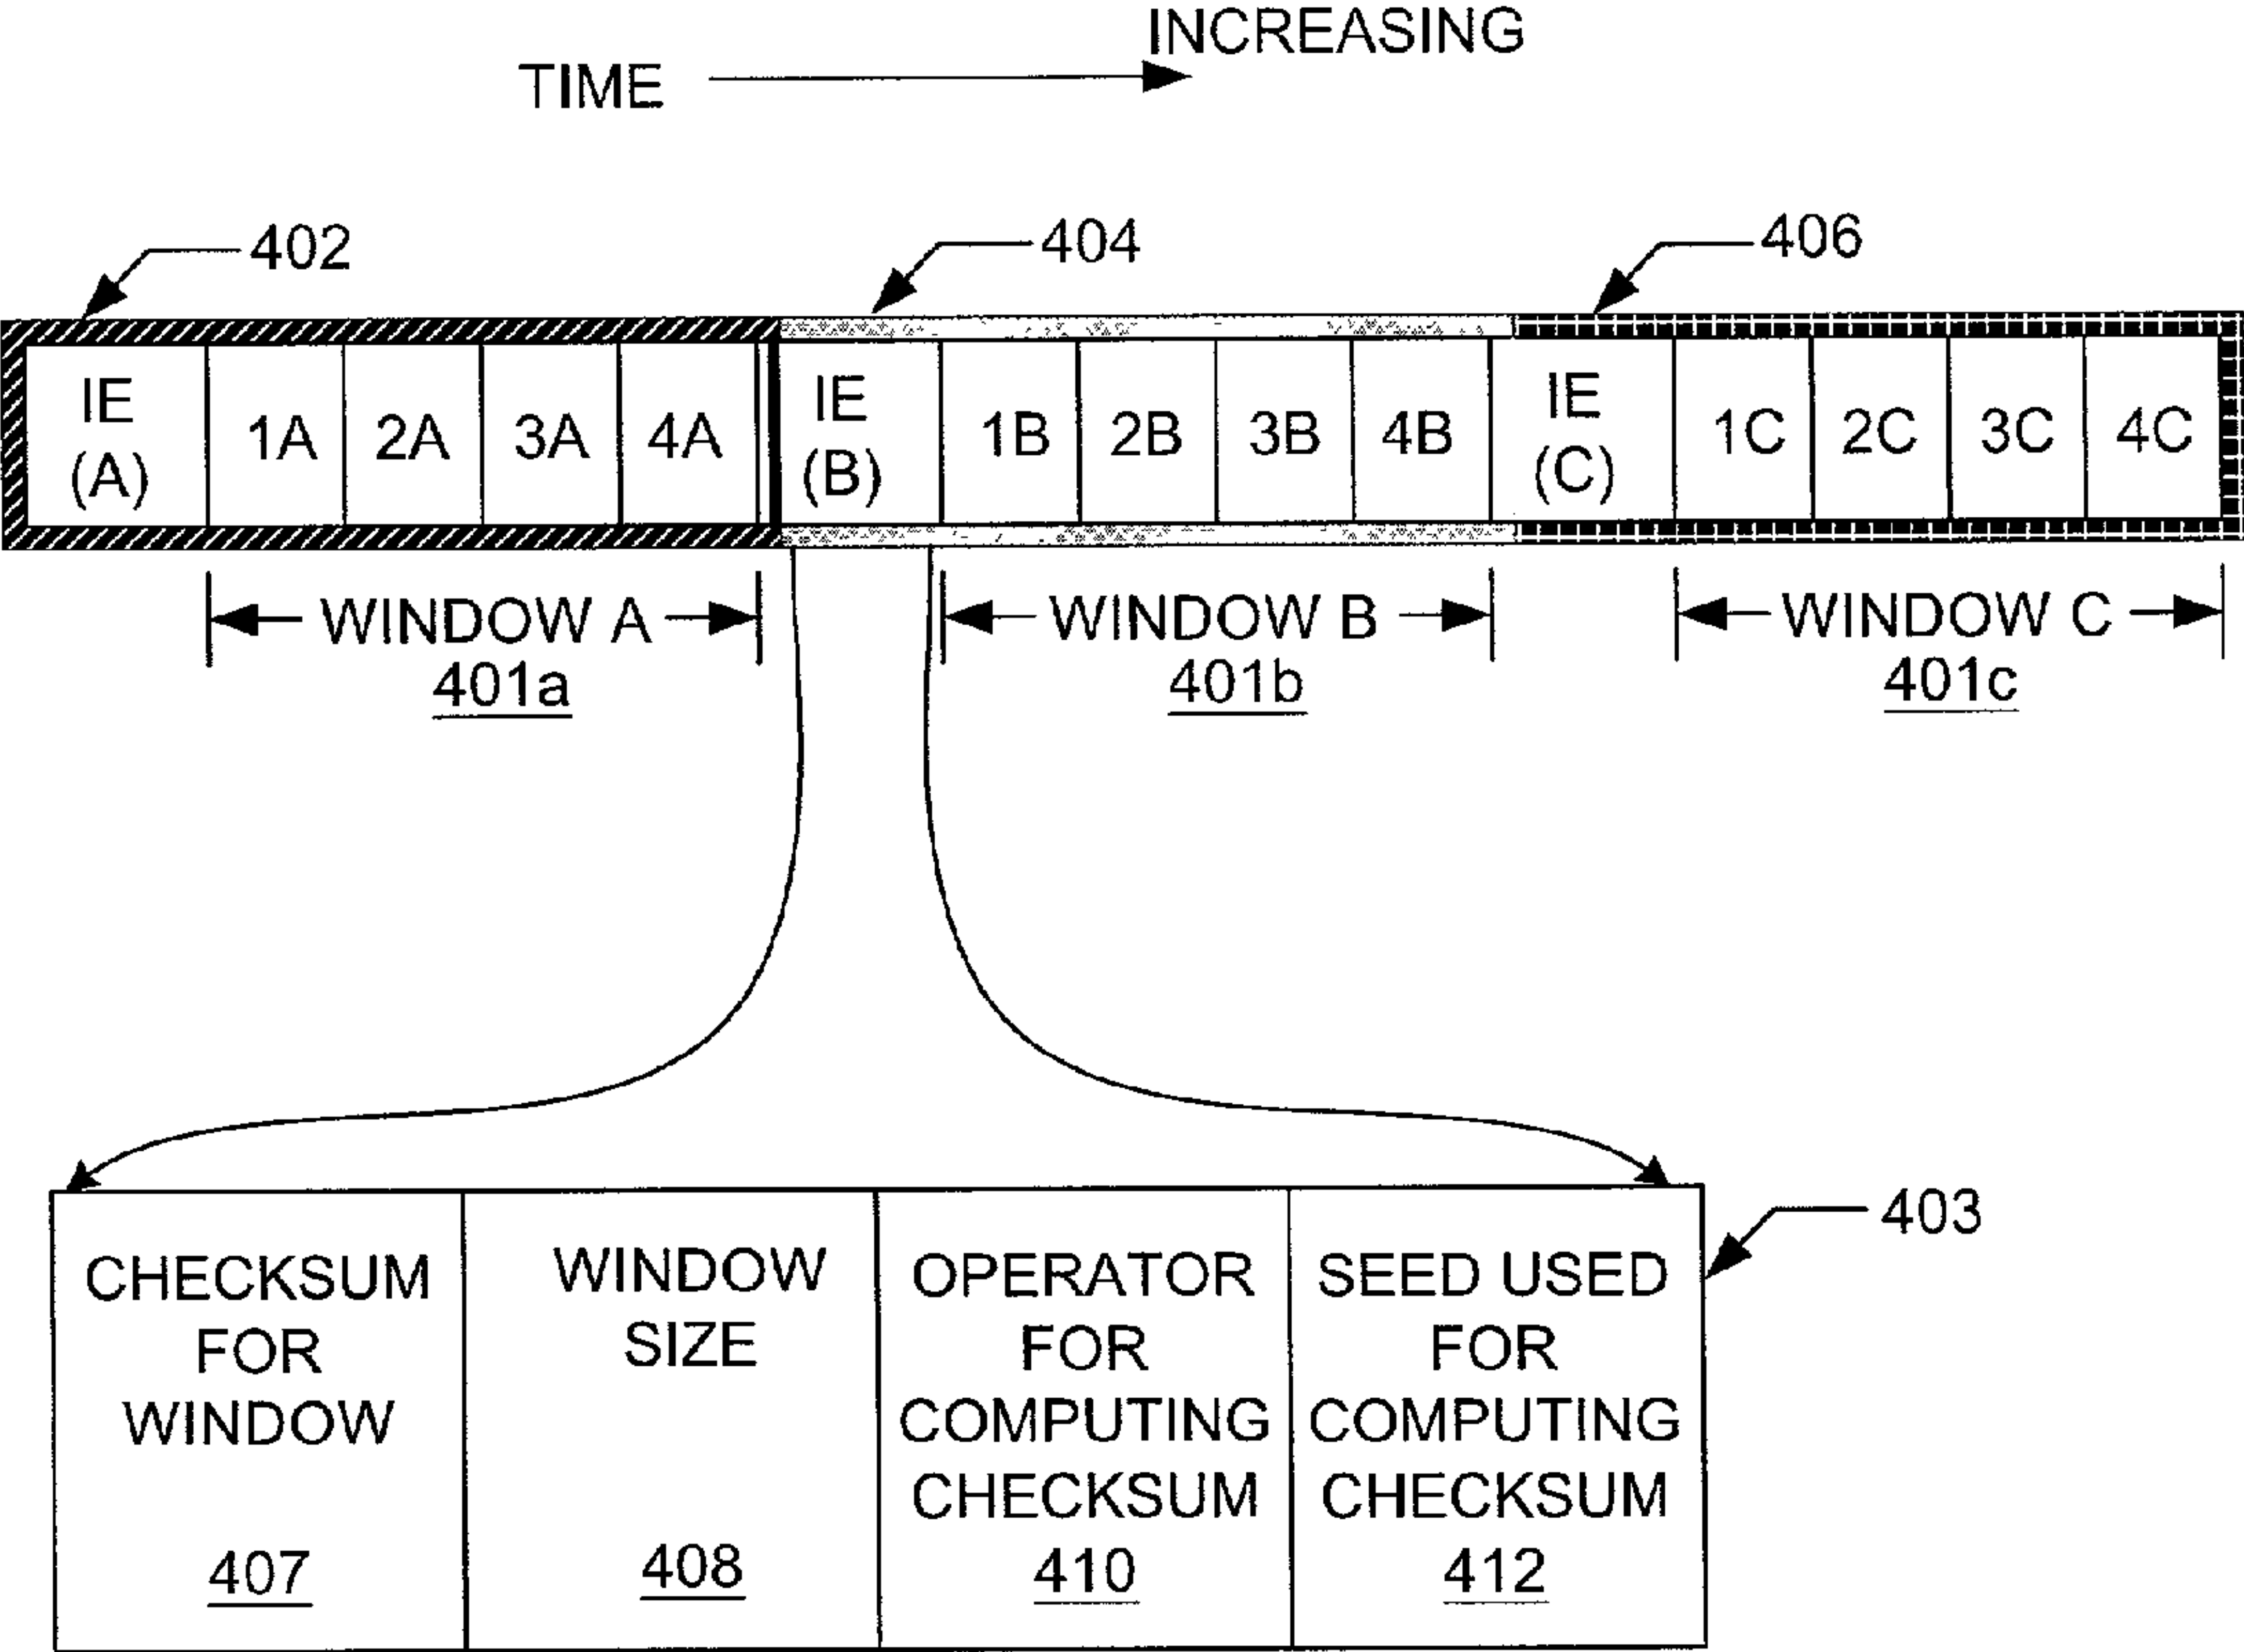 INCREASING
TIME
402
404
406
IE
(A)
1A
2A
3A
4A
IE
(B)
1B
2B
3B
4B
IE
(C)
1C
2C
3C
4C
WINDOW A
401a
WINDOW B
401b
WINDOW C
401c
403
CHECKSUM
FOR
WINDOW
407
WINDOW
SIZE
408
OPERATOR
FOR
COMPUTING
CHECKSUM
410
SEED USED
FOR
COMPUTING
CHECKSUM
412